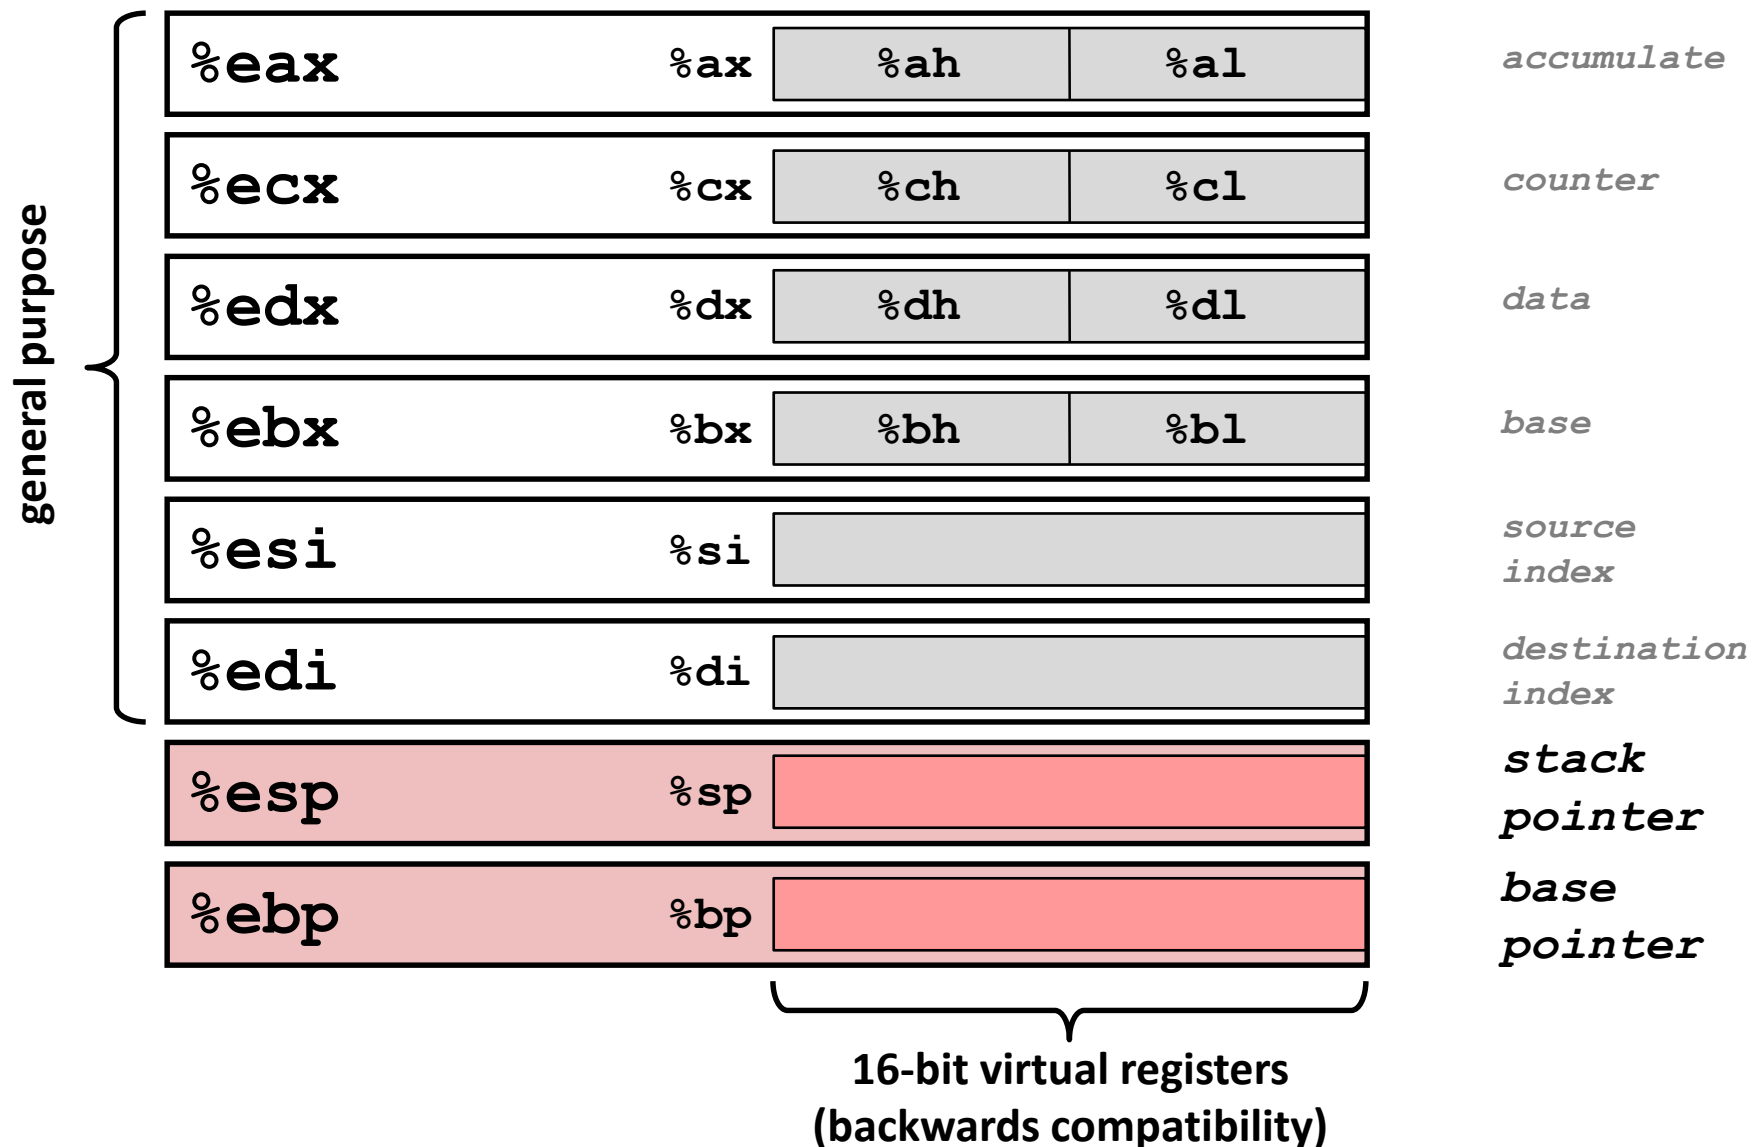 general purpose
%eax %ax %ah %al accumulate
%ecx %cx %ch %cl counter
%edx %dx %dh %dl data
%ebx %bx %bh %bl base
%esi %si source
index
%edi %di destination
index
%esp %sp stack
pointer
%ebp %bp base
pointer
16-bit virtual registers
(backwards compatibility)